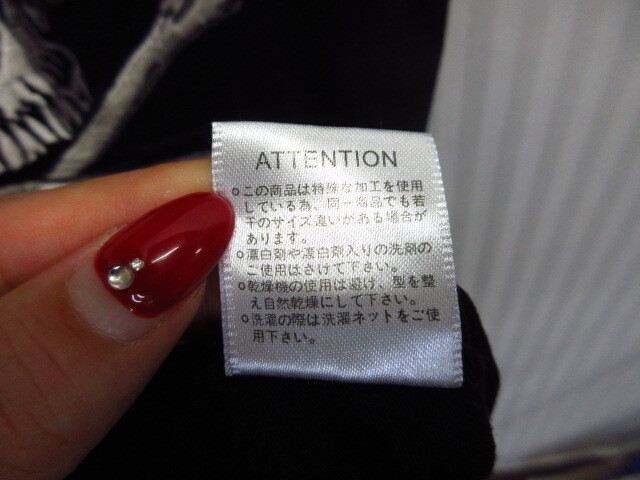 ATTENTION
○この商品は特殊な加工を使用
している為、同一商品でも若
干のサイズ違いがある場合が
あります。
○漂白剤や漂白剤入りの洗剤の
ご使用はさけて下さい。
○乾燥機の使用は避け、型を整
え自然乾燥にして下さい。
○洗濯の際は洗濯ネットをご使
用下さい。